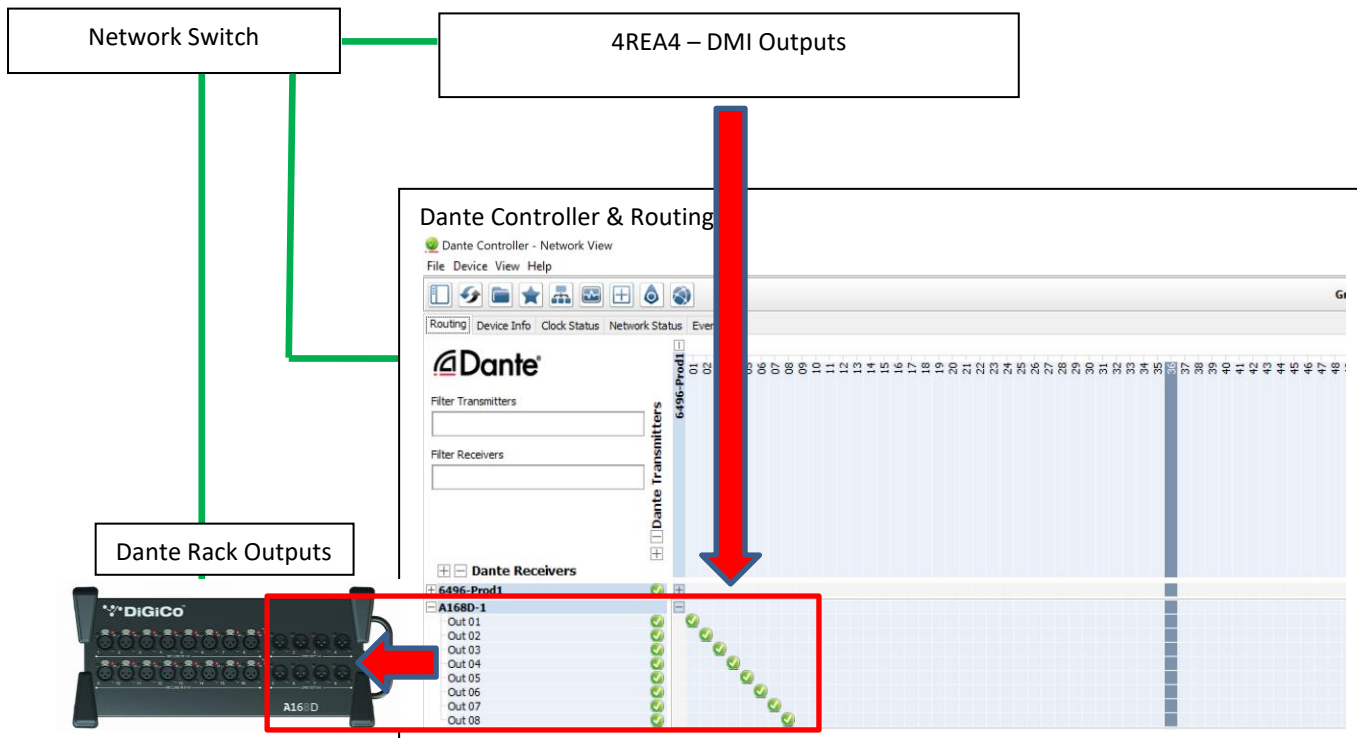 Network Switch
4REA4 – DMI Outputs
Dante Controller & Routing
Dante Controller - Network View
File Device View Help
Routing Device Info Clock Status Network Status
Dante
Filter Transmitters
Filter Receivers
Dante Transmitters
6496-Prod1
01 02 05 06 07 08 09 10 11 12 13 14 15 16 17 18 19 20 21 22 23 24 25 26 27 28 29 30 31 32 33 34 35 36 37 38 39 40 41 42 43 44 45 46 47 48
Dante Rack Outputs
Dante Receivers
6496-Prod1
A168D-1
Out 01
Out 02
Out 03
Out 04
Out 05
Out 06
Out 07
Out 08
DiGiCo
A168D